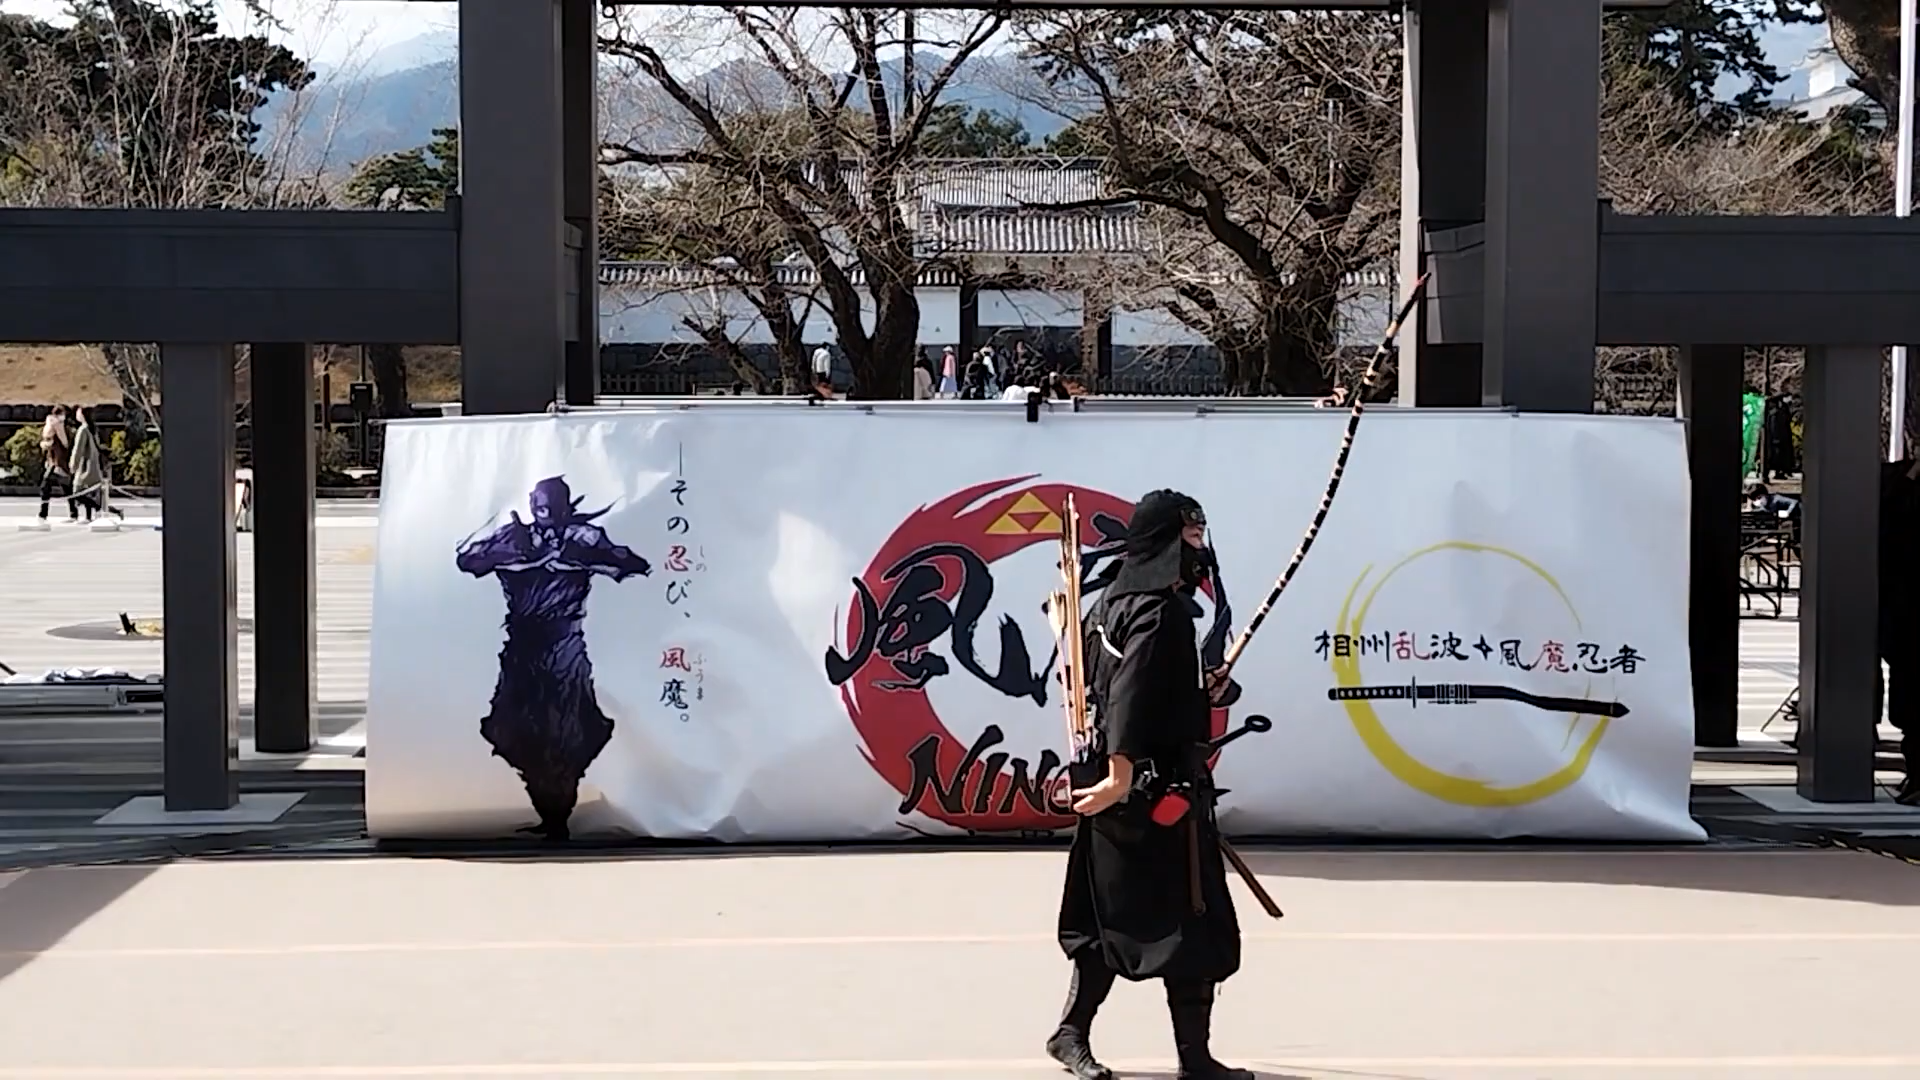 ―その忍び、
しの
風魔。
ふうま
風
NIN
相州乱波✦風魔忍者